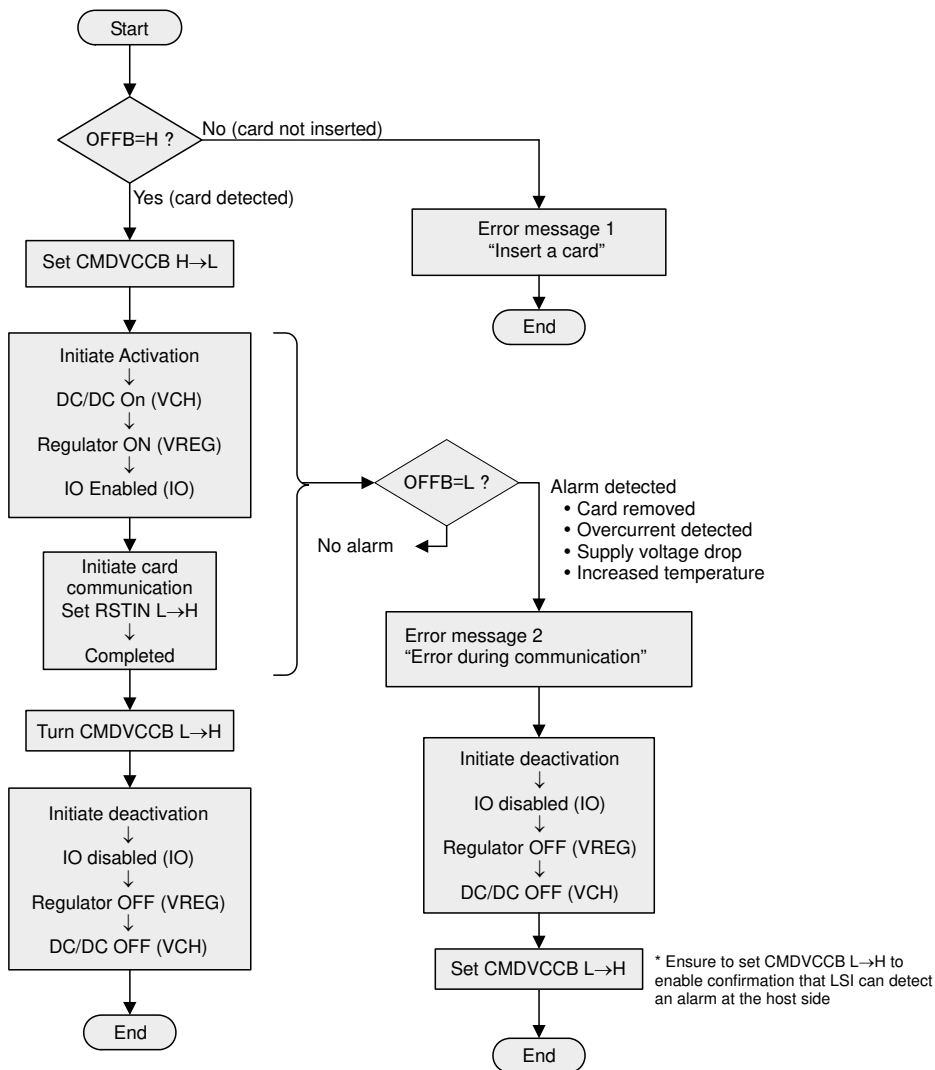 Start
OFFB=H ?
No (card not inserted)
Yes (card detected)
Error message 1
“Insert a card”
End
Set CMDVCCB H→L
Initiate Activation
↓
DC/DC On (VCH)
↓
Regulator ON (VREG)
↓
IO Enabled (IO)
OFFB=L ?
No alarm
Alarm detected
• Card removed
• Overcurrent detected
• Supply voltage drop
• Increased temperature
Initiate card
communication
Set RSTIN L→H
↓
Completed
Error message 2
“Error during communication”
Turn CMDVCCB L→H
Initiate deactivation
↓
IO disabled (IO)
↓
Regulator OFF (VREG)
↓
DC/DC OFF (VCH)
End
Initiate deactivation
↓
IO disabled (IO)
↓
Regulator OFF (VREG)
↓
DC/DC OFF (VCH)
Set CMDVCCB L→H
* Ensure to set CMDVCCB L→H to
enable confirmation that LSI can detect
an alarm at the host side
End